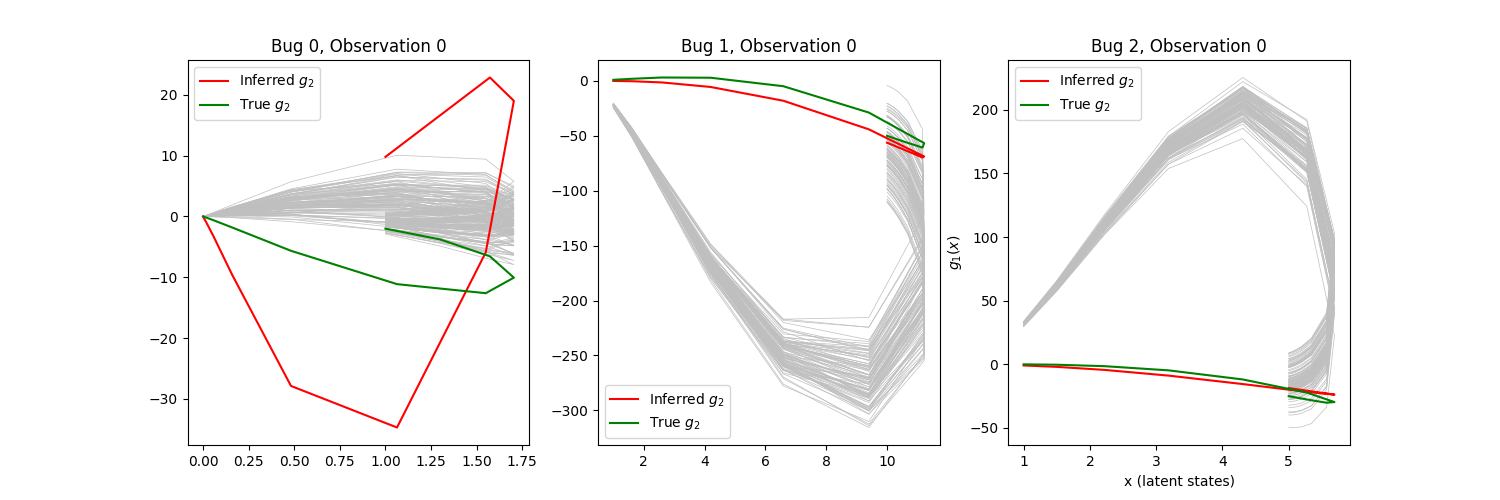 Bug 0, Observation 0
Inferred g₂
True g₂
20
10
0
−10
−20
−30
0.00 0.25 0.50 0.75 1.00 1.25 1.50 1.75
Bug 1, Observation 0
0
−50
−100
−150
−200
−250
−300
Inferred g₂
True g₂
2 4 6 8 10
Bug 2, Observation 0
Inferred g₂
True g₂
g₁(x)
200
150
100
50
0
−50
1 2 3 4 5
x (latent states)